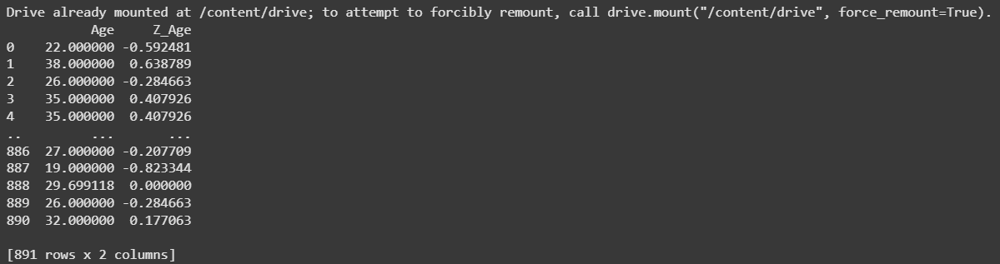 Drive already mounted at /content/drive; to attempt to forcibly remount, call drive.mount("/content/drive", force_remount=True).
Age Z_Age
0 22.000000 -0.592481
1 38.000000 0.638789
2 26.000000 -0.284663
3 35.000000 0.407926
4 35.000000 0.407926
.. ... ...
886 27.000000 -0.207709
887 19.000000 -0.823344
888 29.699118 0.000000
889 26.000000 -0.284663
890 32.000000 0.177063
[891 rows x 2 columns]